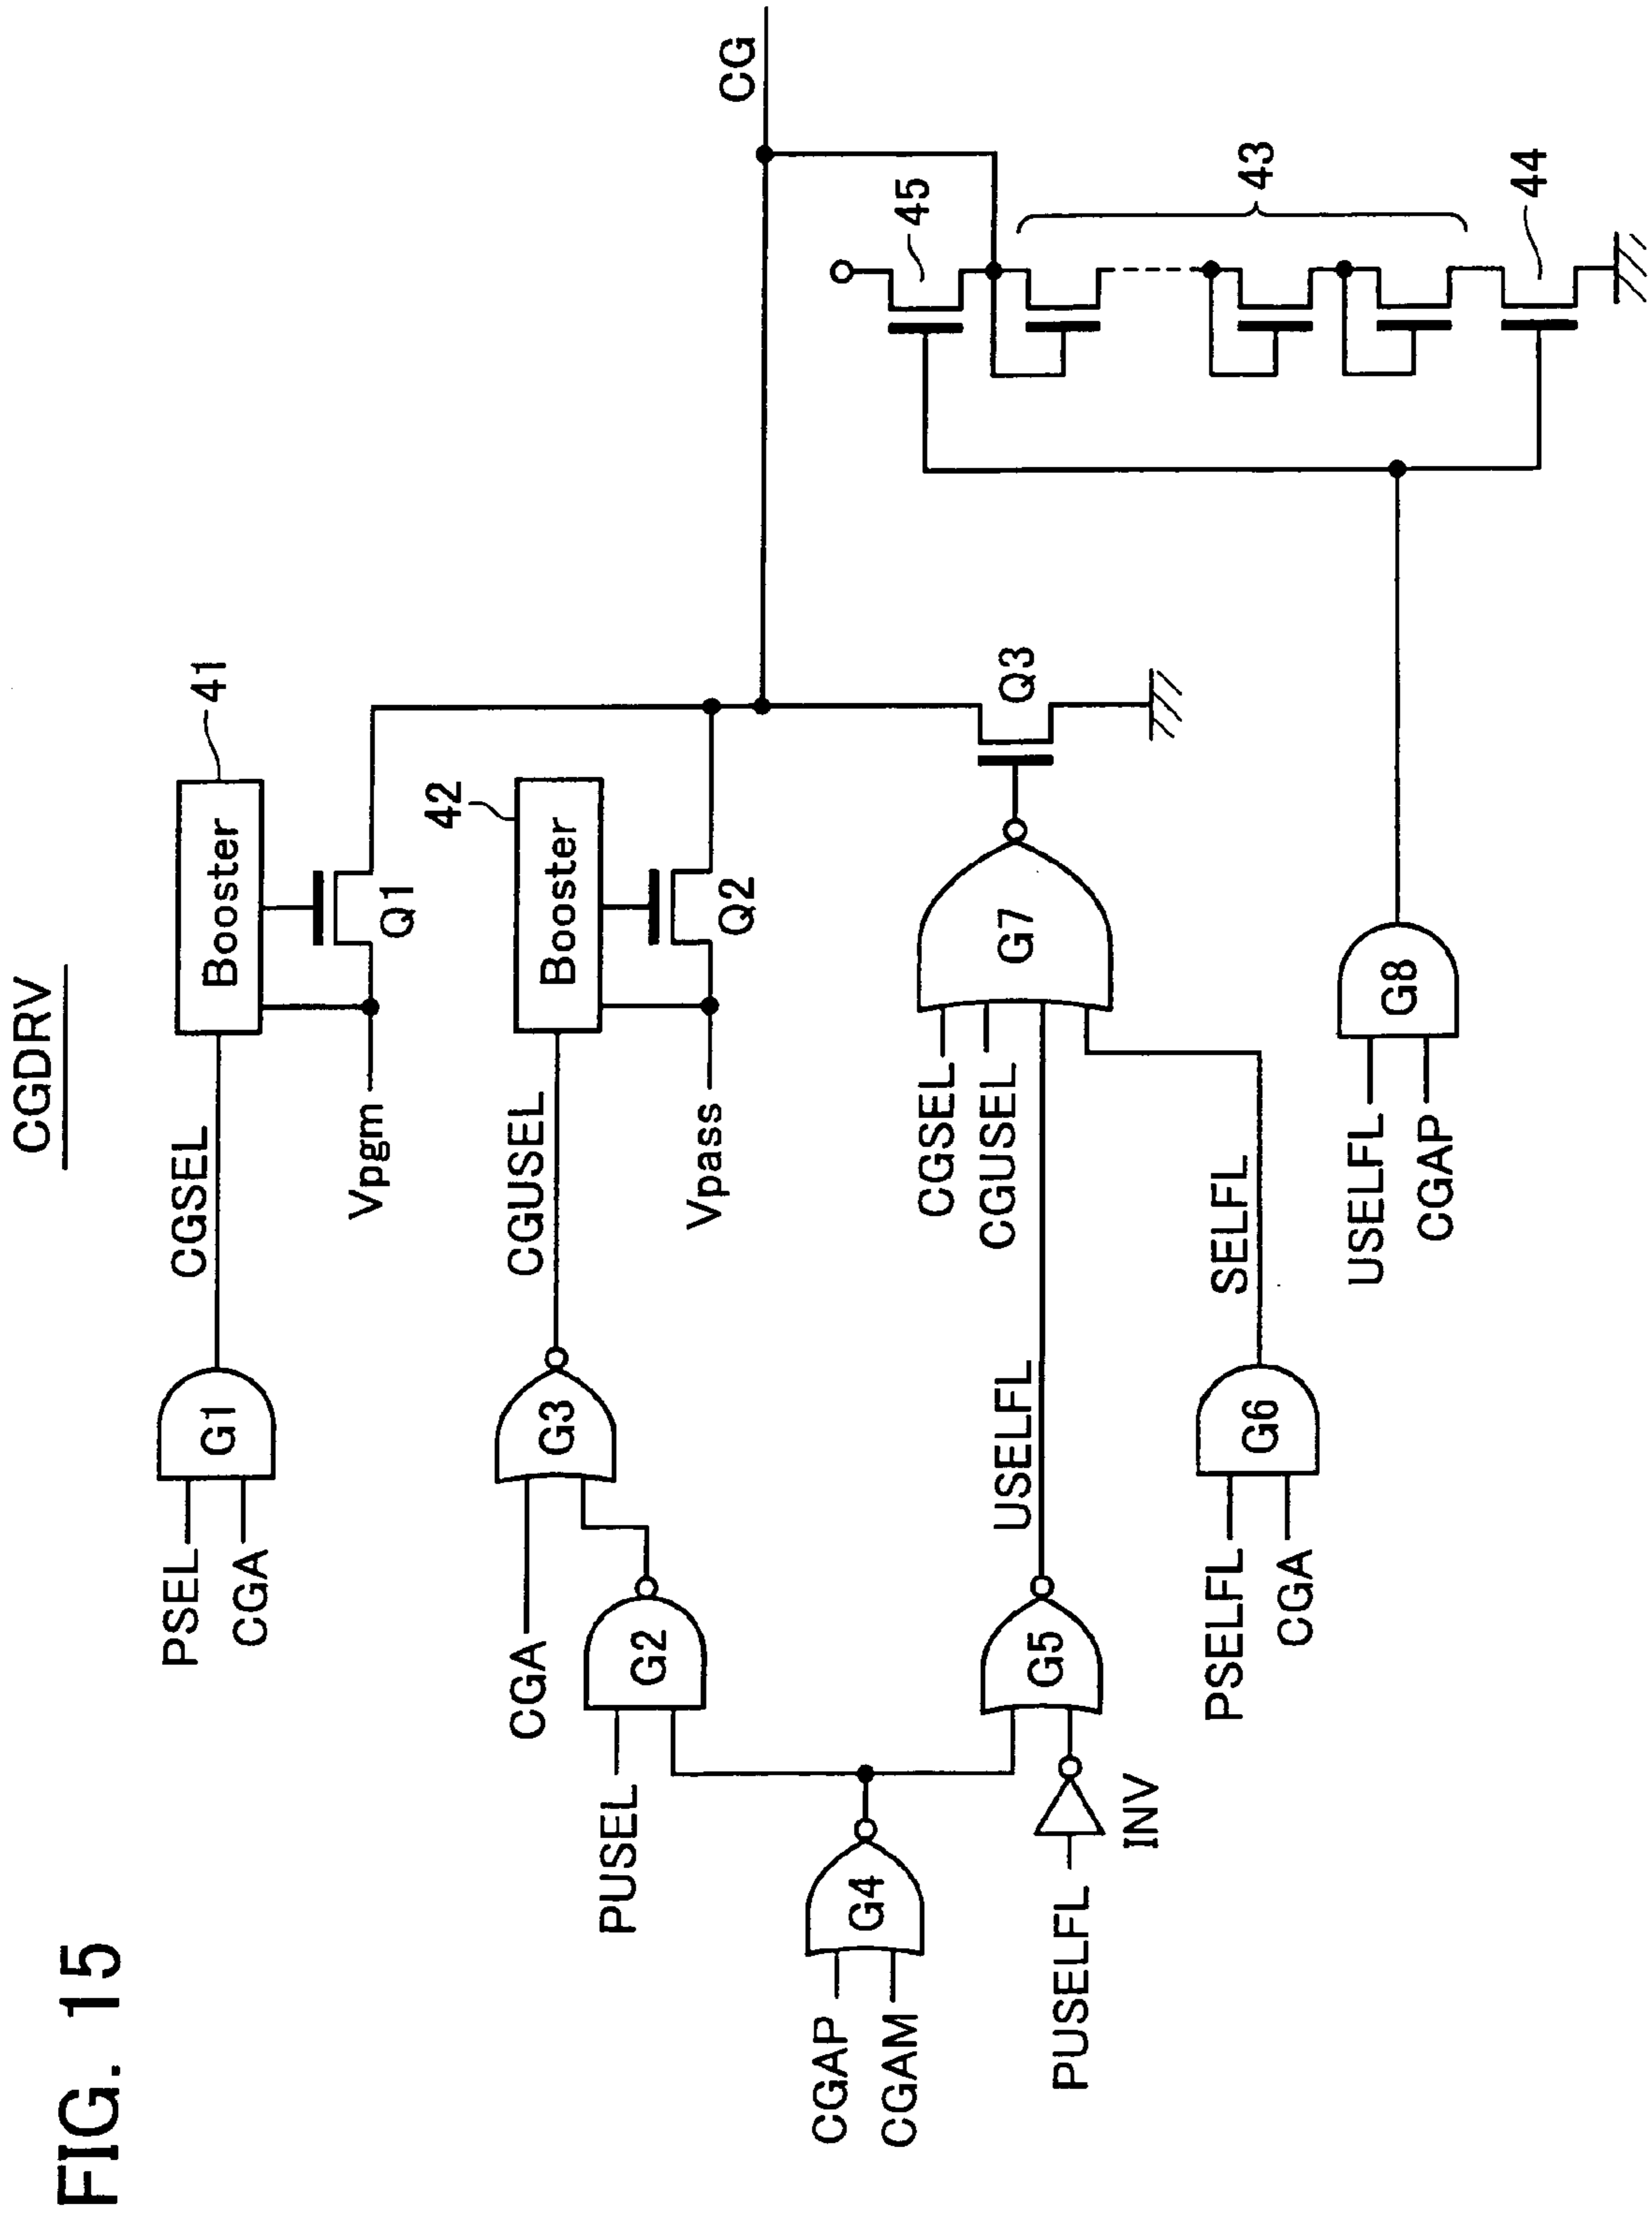 FIG. 15
CGDRV
PSEL
CGA
G1
CGSEL
Booster
41
Vpgm
Q1
CGA
PUSEL
G2
G3
CGUSEL
Booster
42
Vpass
Q2
CG
CGAP
CGAM
G4
PUSELFL
INV
G5
USELFL
CGSEL
CGUSEL
G7
Q3
PSELFL
CGA
G6
SELFL
USELFL
CGAP
G8
45
43
44